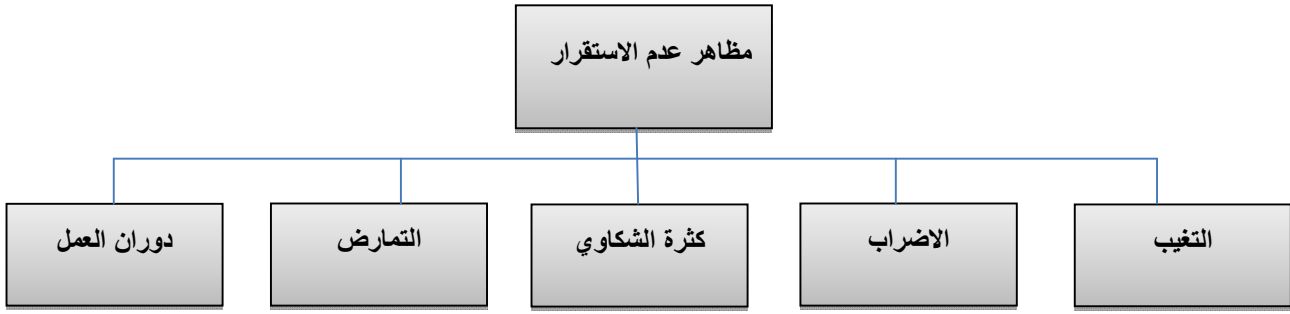 مظاهر عدم الاستقرار
التغيب
الاضراب
كثرة الشكاوي
التمارض
دوران العمل